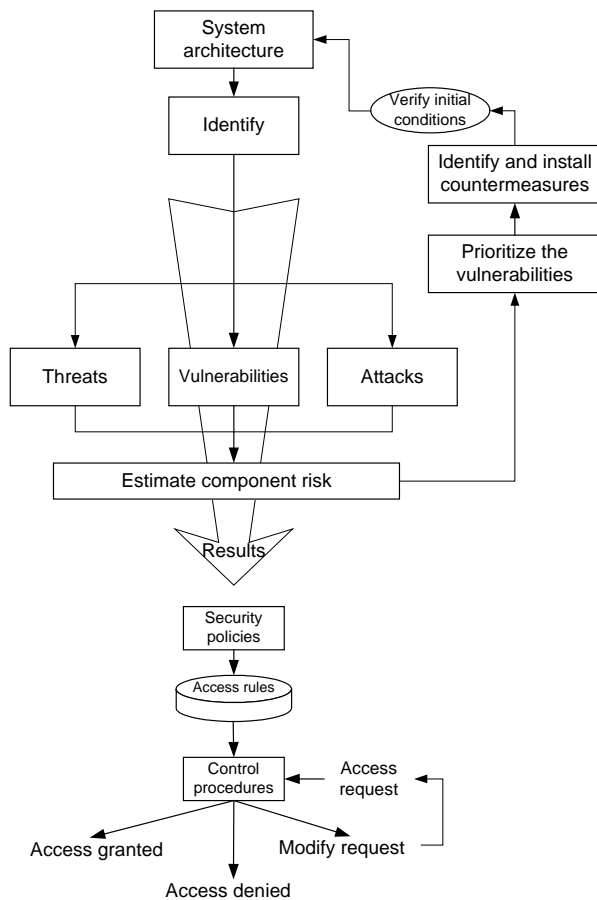 System
architecture
Verify initial
conditions
Identify
Identify and install
countermeasures
Prioritize the
vulnerabilities
Threats
Vulnerabilities
Attacks
Estimate component risk
Results
Security
policies
Access rules
Control
procedures
Access
request
Access granted
Modify request
Access denied